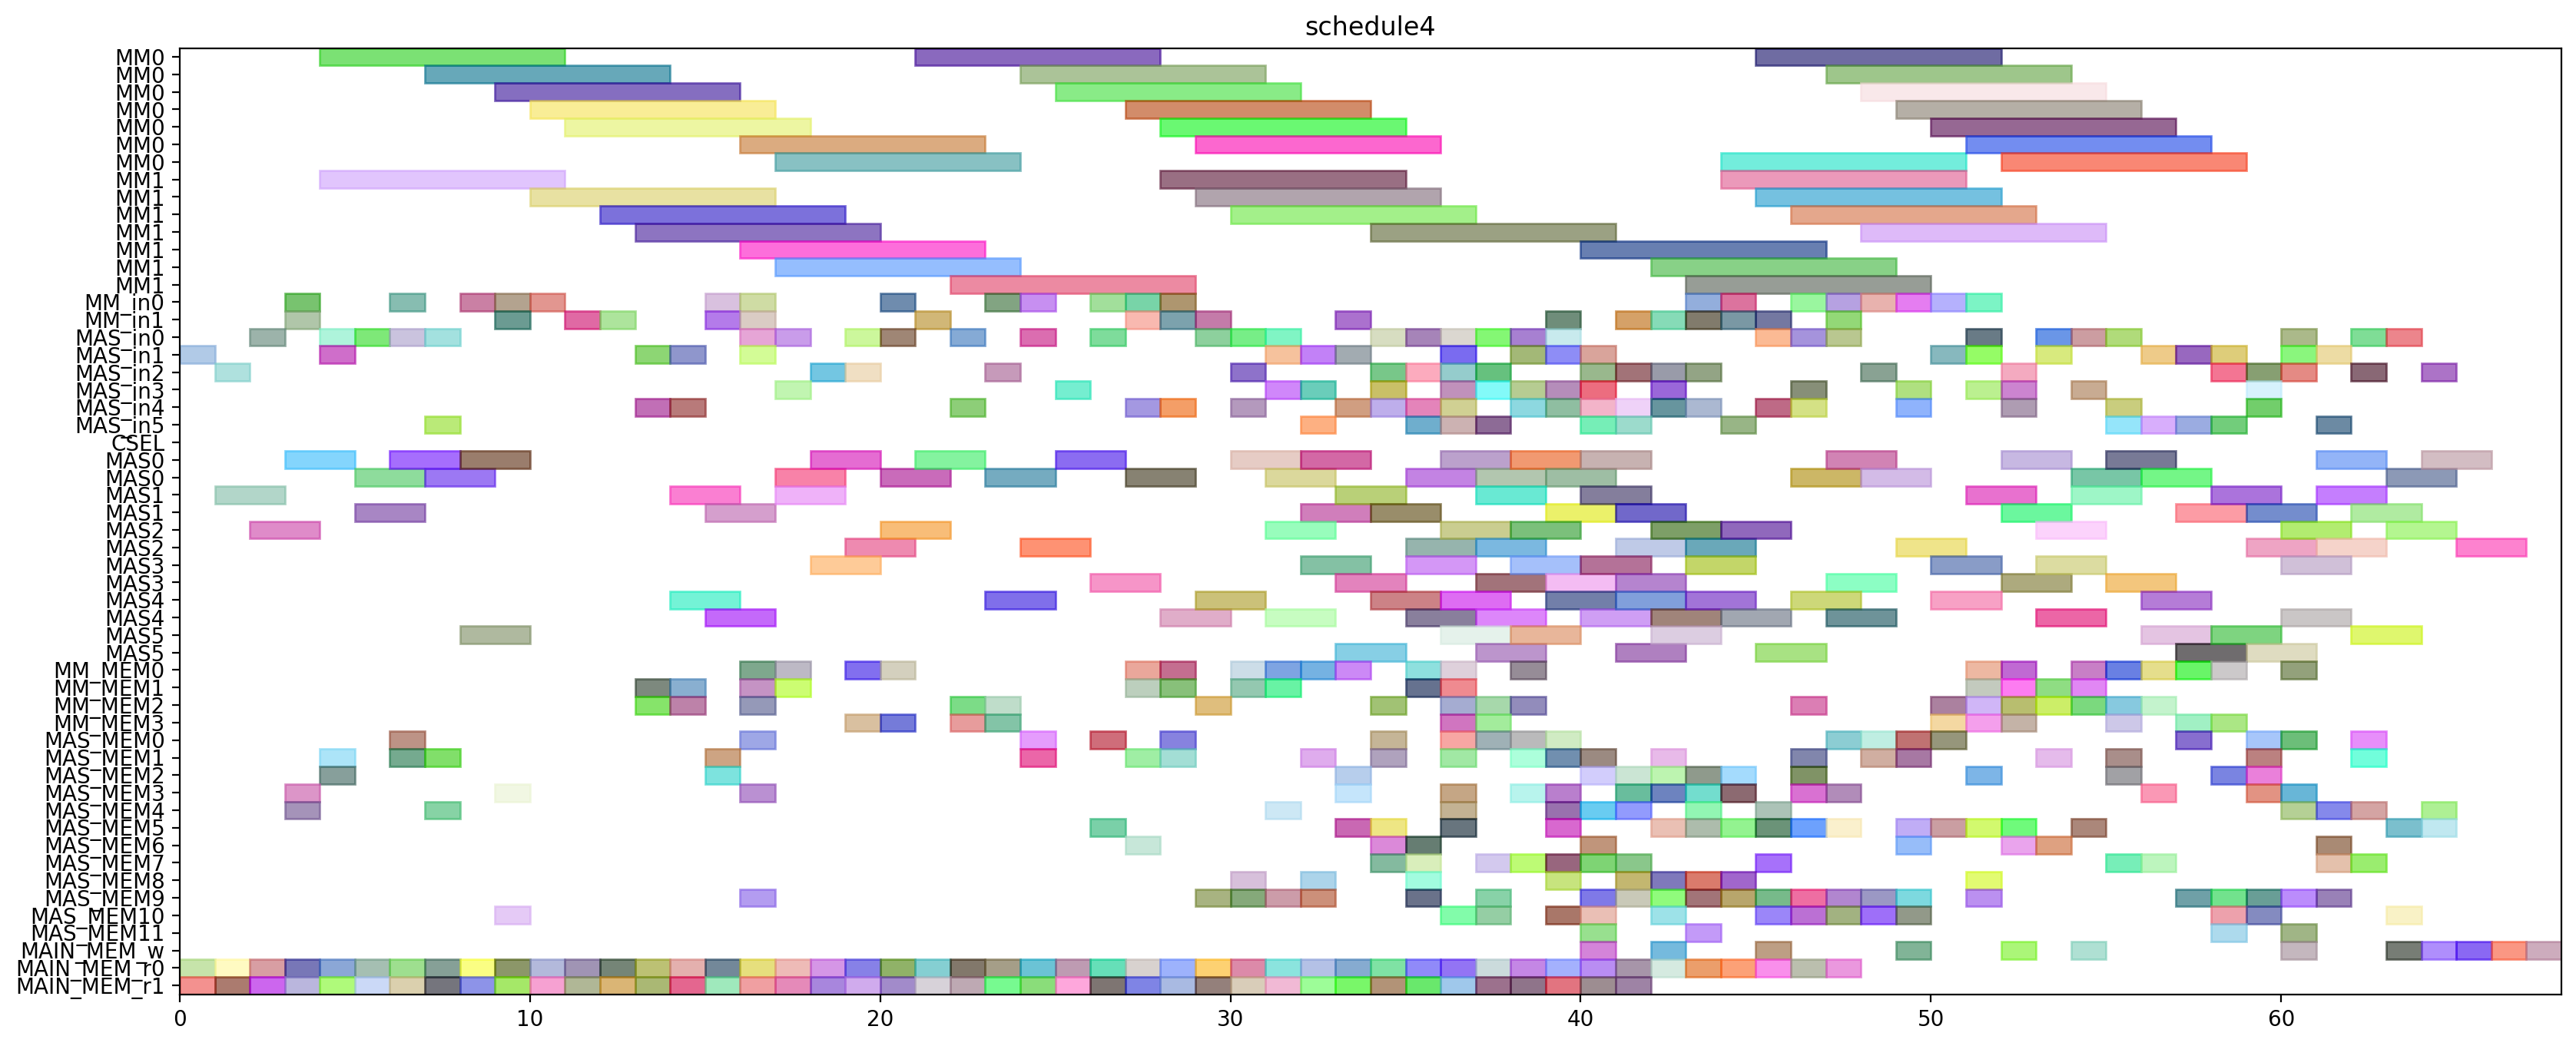 schedule4
MM0
MM0
MM0
MM0
MM0
MM0
MM0
MM1
MM1
MM1
MM1
MM1
MM1
MM1
MM_in0
MM_in1
MAS_in0
MAS_in1
MAS_in2
MAS_in3
MAS_in4
MAS_in5
CSEL
MAS0
MAS0
MAS1
MAS1
MAS2
MAS2
MAS3
MAS3
MAS4
MAS4
MAS5
MAS5
MM_MEM0
MM_MEM1
MM_MEM2
MM_MEM3
MAS_MEM0
MAS_MEM1
MAS_MEM2
MAS_MEM3
MAS_MEM4
MAS_MEM5
MAS_MEM6
MAS_MEM7
MAS_MEM8
MAS_MEM9
MAS_MEM10
MAS_MEM11
MAIN_MEM_w
MAIN_MEM_r0
MAIN_MEM_r1
0 10 20 30 40 50 60